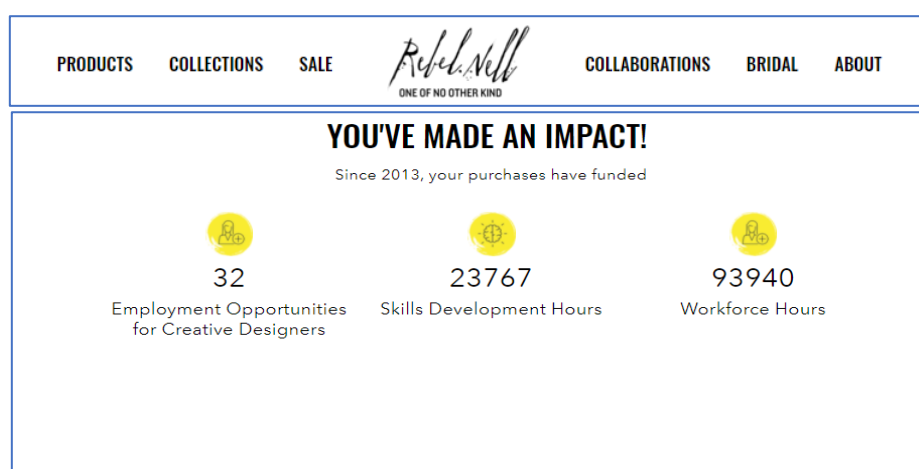 PRODUCTS COLLECTIONS SALE Rebel Nell COLLABORATIONS BRIDAL ABOUT
ONE OF NO OTHER KIND
YOU'VE MADE AN IMPACT!
Since 2013, your purchases have funded
32 23767 93940
Employment Opportunities Skills Development Hours Workforce Hours
for Creative Designers